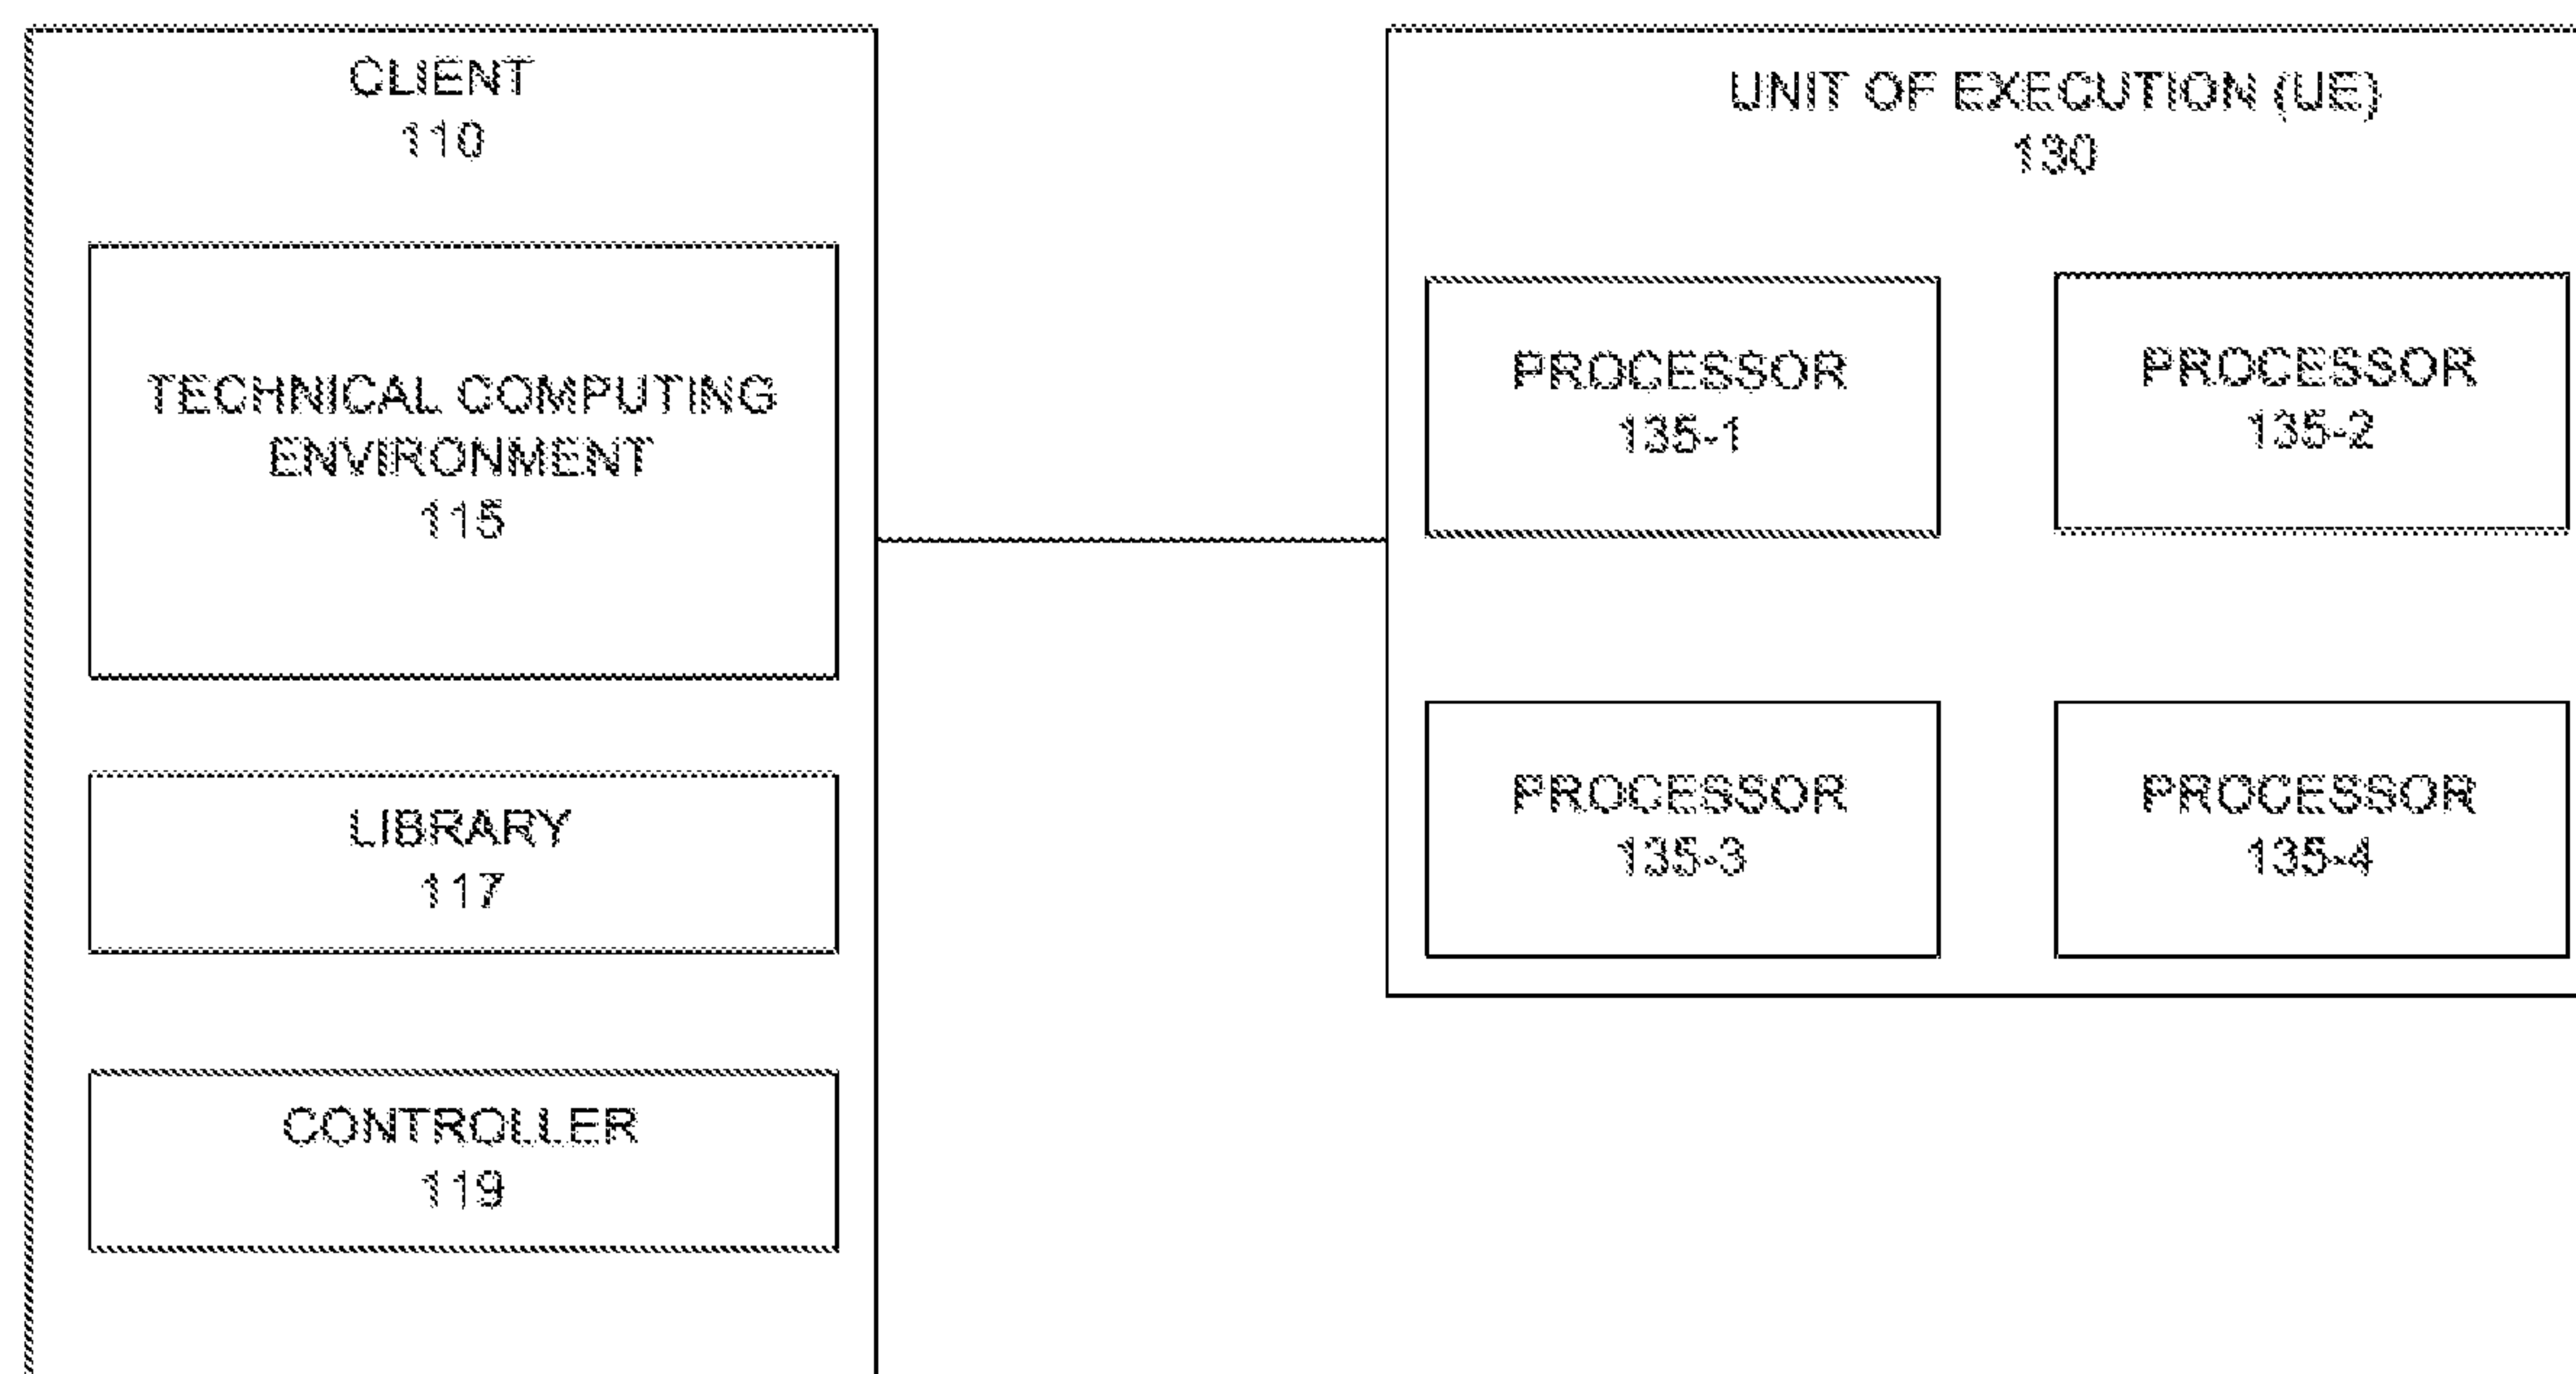 CLIENT
110
TECHNICAL COMPUTING
ENVIRONMENT
115
LIBRARY
117
CONTROLLER
119
UNIT OF EXECUTION (UE)
130
PROCESSOR
135-1
PROCESSOR
135-2
PROCESSOR
135-3
PROCESSOR
135-4